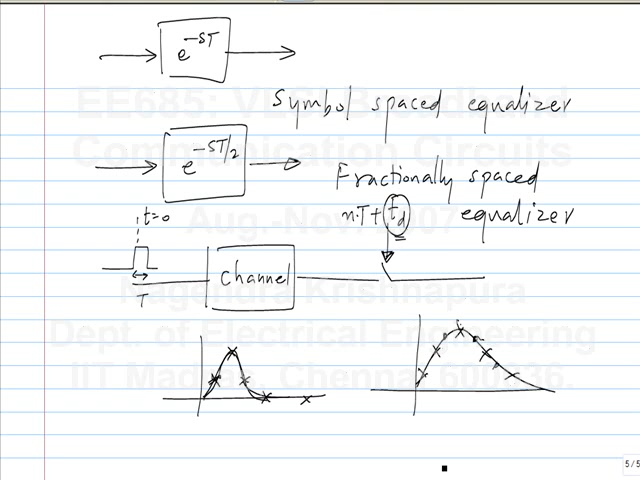 e^{-ST}
Symbol spaced equalizer
EE685: VLSI Broadband
Communication Circuits
e^{-ST/2}
Fractionally spaced
equalizer
nT + t_d
Aug.-Nov. 2007
t=0
T
Channel
Nagendra Krishnapura
Dept. of Electrical Engineering
IIT Madras, Chennai 600036.
5/5